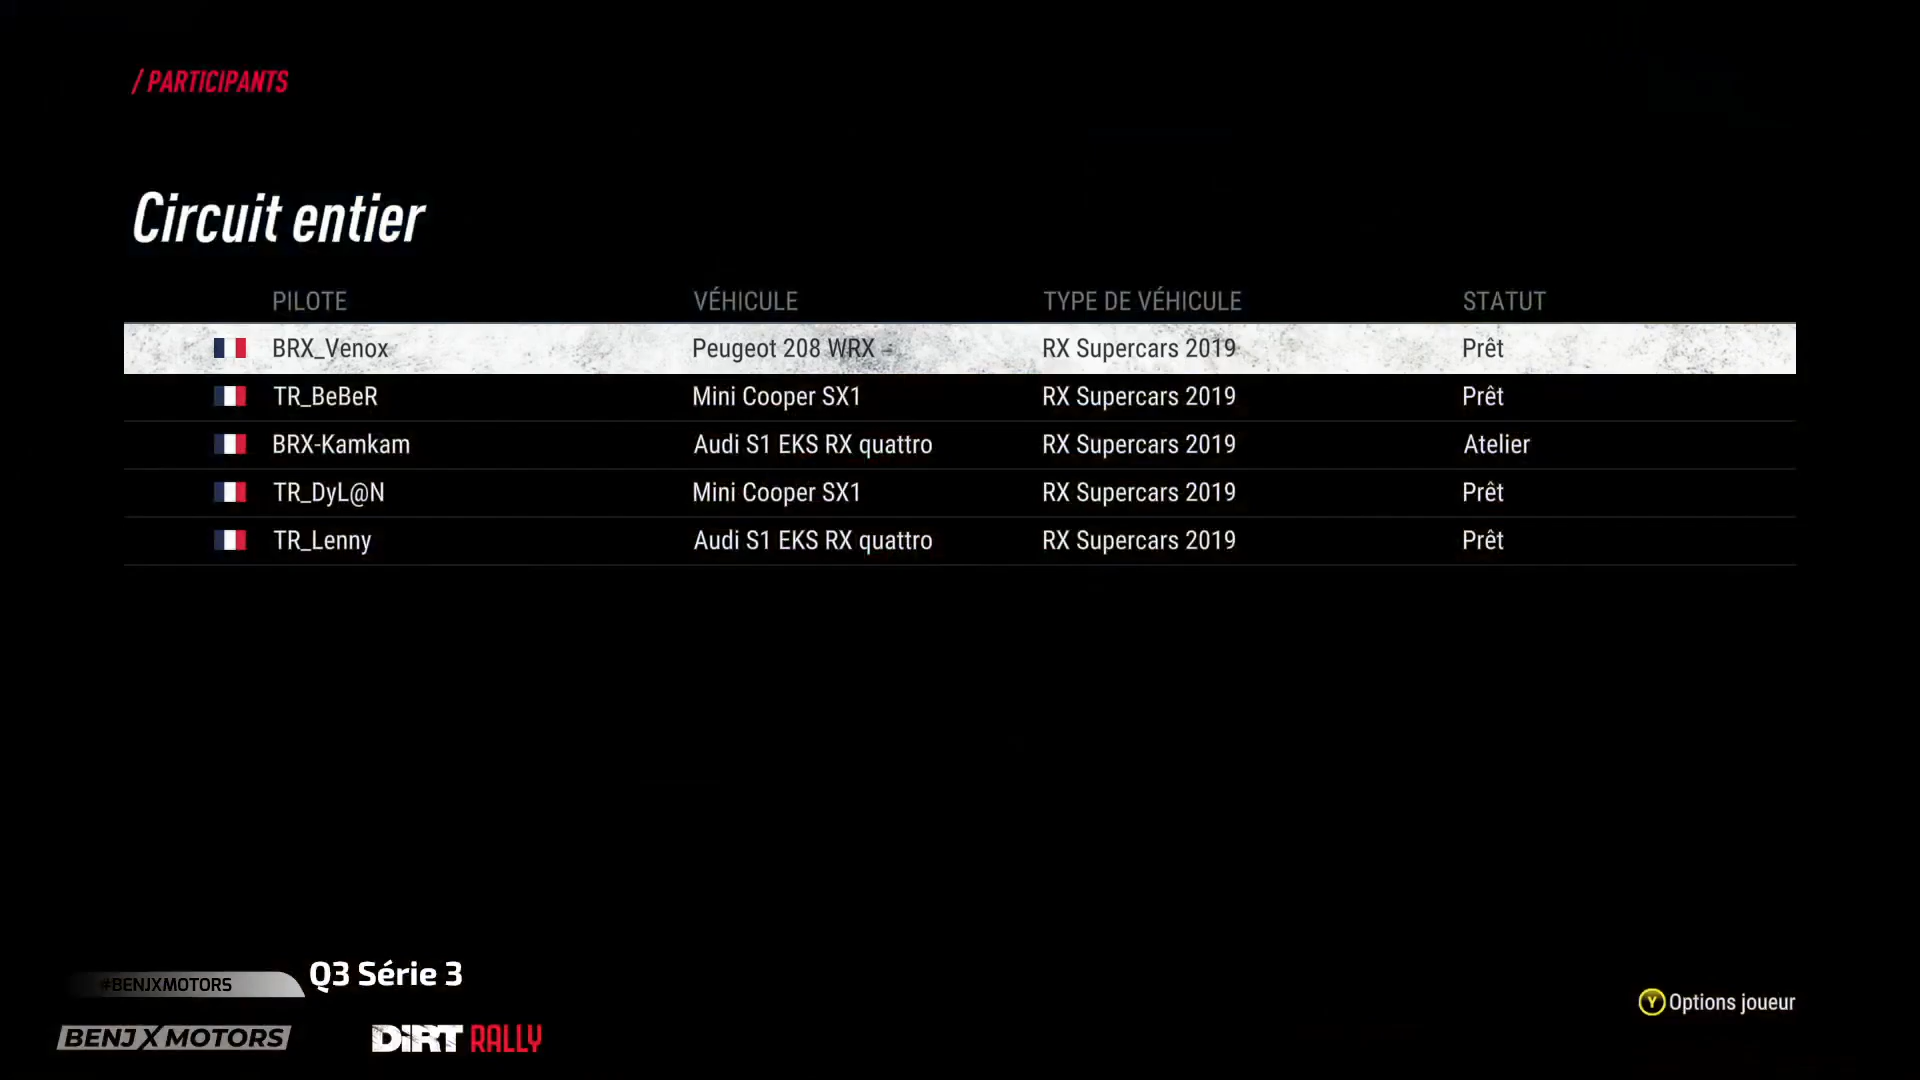 / PARTICIPANTS
Circuit entier
PILOTE VÉHICULE TYPE DE VÉHICULE STATUT
BRX_Venox Peugeot 208 WRX RX Supercars 2019 Prêt
TR_BeBeR Mini Cooper SX1 RX Supercars 2019 Prêt
BRX-Kamkam Audi S1 EKS RX quattro RX Supercars 2019 Atelier
TR_DyL@N Mini Cooper SX1 RX Supercars 2019 Prêt
TR_Lenny Audi S1 EKS RX quattro RX Supercars 2019 Prêt
Q3 Série 3
#BENJXMOTORS
Y Options joueur
BENJ X MOTORS DiRT RALLY